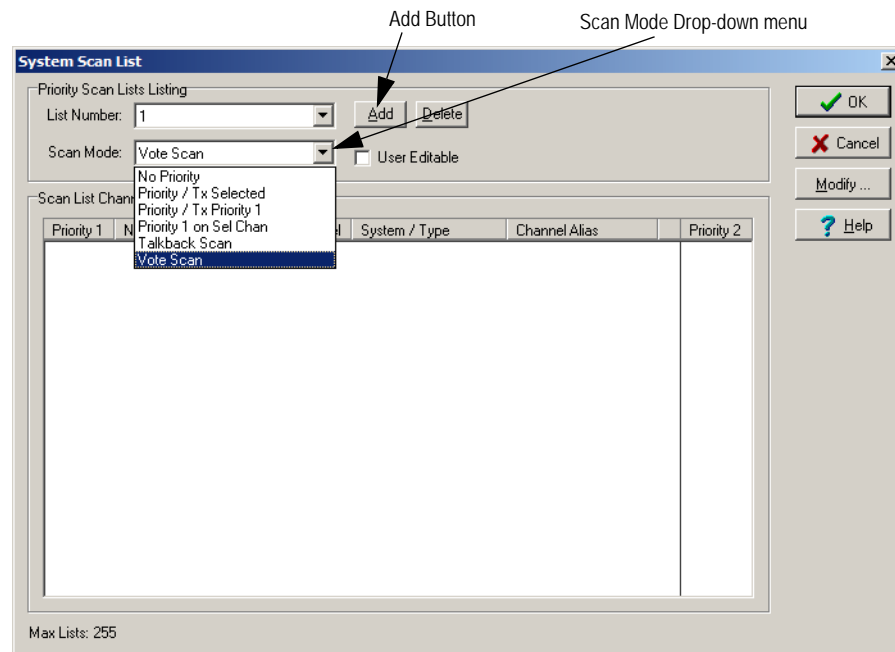 Add Button
Scan Mode Drop-down menu
System Scan List
Priority Scan Lists Listing
List Number: 1
Add
Delete
OK
Scan Mode: Vote Scan
User Editable
Cancel
No Priority
Priority / Tx Selected
Priority / Tx Priority 1
Priority 1 on Sel Chan
Talkback Scan
Vote Scan
Modify ...
Scan List
Help
Priority 1
System / Type
Channel Alias
Priority 2
Max Lists: 255